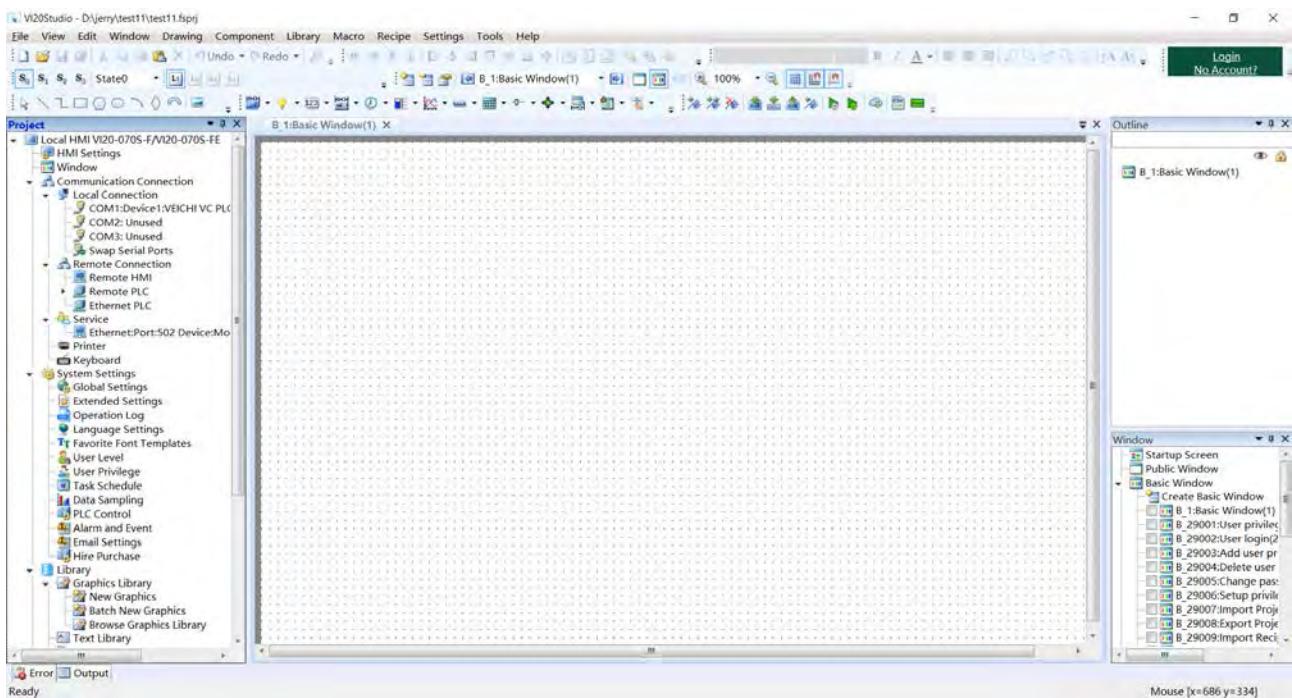 VI20Studio - D:\jerry\test11\test11.fsprj
File View Edit Window Drawing Component Library Macro Recipe Settings Tools Help
Undo Redo
Login
No Account?
S0 S1 S2 S3 State0
B_1:Basic Window(1)
100%
Project
B_1:Basic Window(1)
Local HMI VI20-070S-F/VI20-070S-FE
HMI Settings
Window
Communication Connection
Local Connection
COM1:Device1:VEICHI VC PL(
COM2: Unused
COM3: Unused
Swap Serial Ports
Remote Connection
Remote HMI
Remote PLC
Ethernet PLC
Service
Ethernet:Port:502 Device:Mo
Printer
Keyboard
System Settings
Global Settings
Extended Settings
Operation Log
Language Settings
Favorite Font Templates
User Level
User Privilege
Task Schedule
Data Sampling
PLC Control
Alarm and Event
Email Settings
Hire Purchase
Library
Graphics Library
New Graphics
Batch New Graphics
Browse Graphics Library
Text Library
Outline
B_1:Basic Window(1)
Window
Startup Screen
Public Window
Basic Window
Create Basic Window
B_1:Basic Window(1)
B_29001:User privileg
B_29002:User login(2
B_29003:Add user pr
B_29004:Delete user
B_29005:Change pas
B_29006:Setup privil
B_29007:Import Proje
B_29008:Export Proje
B_29009:Import Reci
Error Output
Ready
Mouse [x=686 y=334]